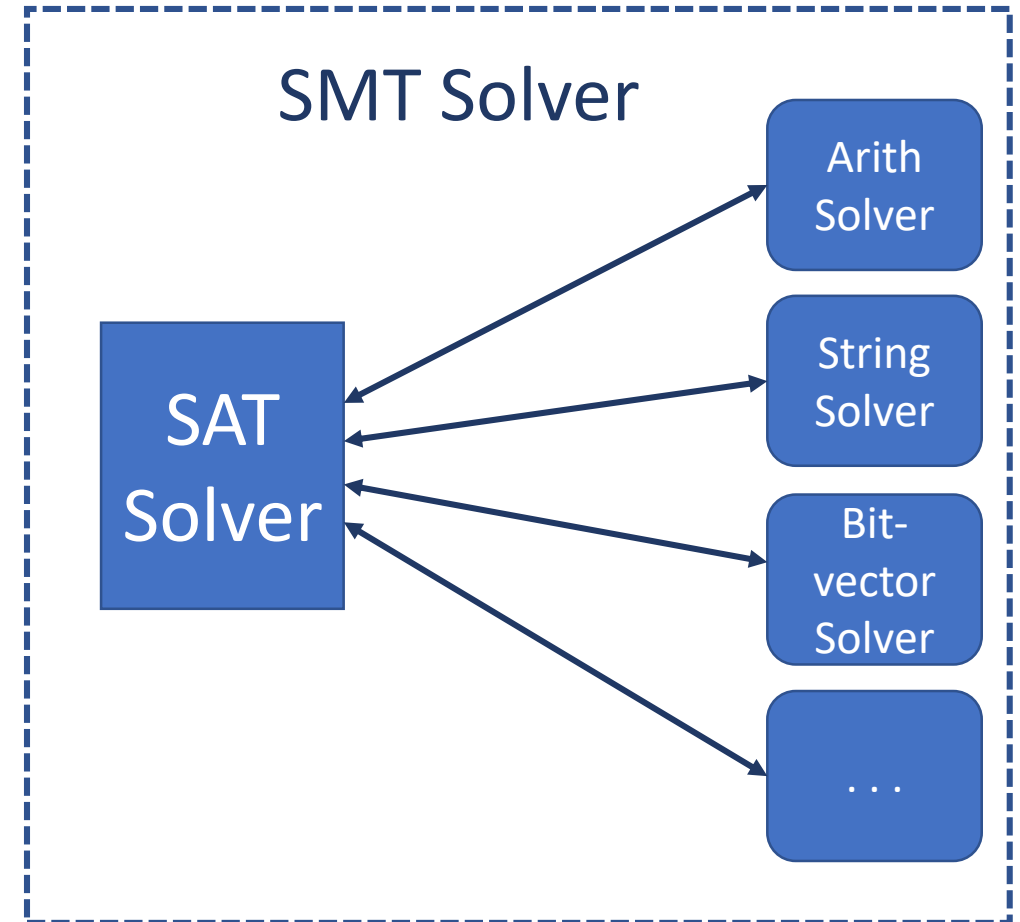 SMT Solver
SAT
Solver
Arith
Solver
String
Solver
Bit-
vector
Solver
. . .